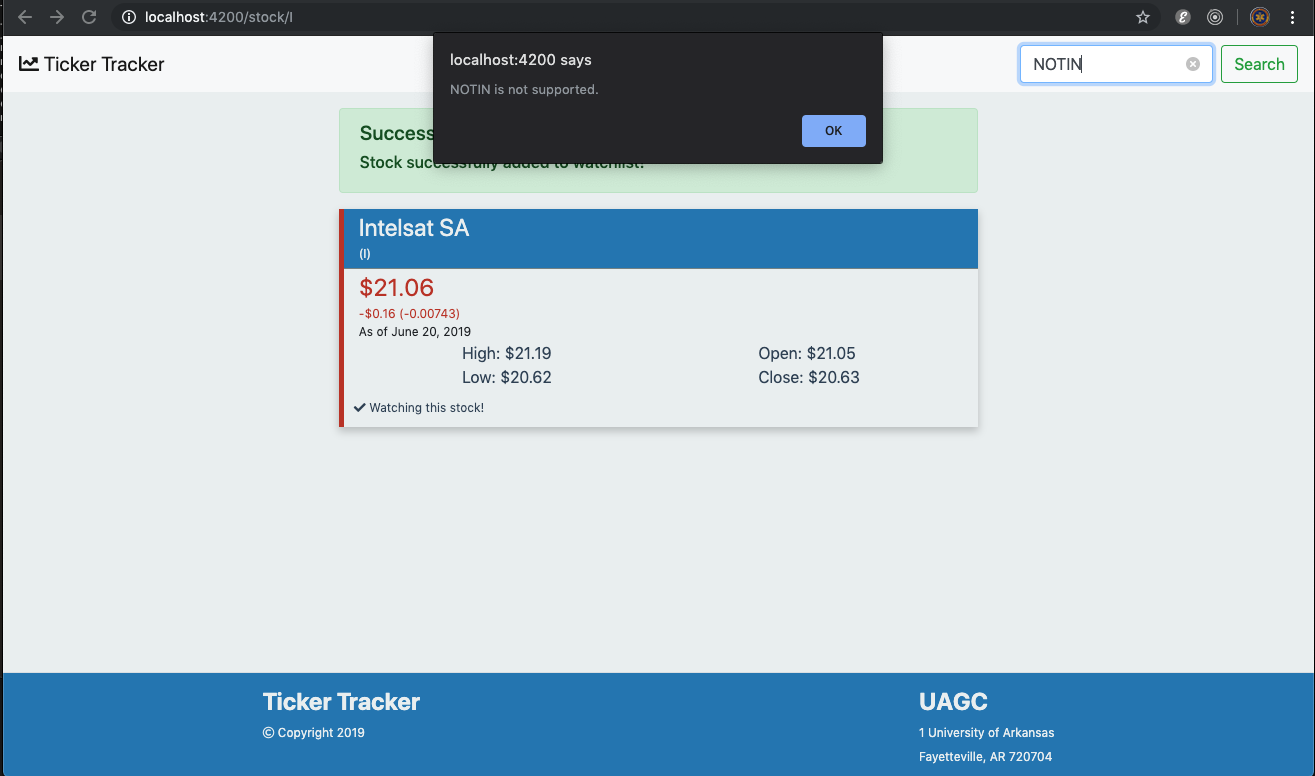 localhost:4200/stock/I
Ticker Tracker
NOTIN
Search
localhost:4200 says
NOTIN is not supported.
OK
Success
Stock successfully added to watchlist!
Intelsat SA
(I)
$21.06
-$0.16 (-0.00743)
As of June 20, 2019
High: $21.19
Open: $21.05
Low: $20.62
Close: $20.63
Watching this stock!
Ticker Tracker
UAGC
© Copyright 2019
1 University of Arkansas
Fayetteville, AR 720704